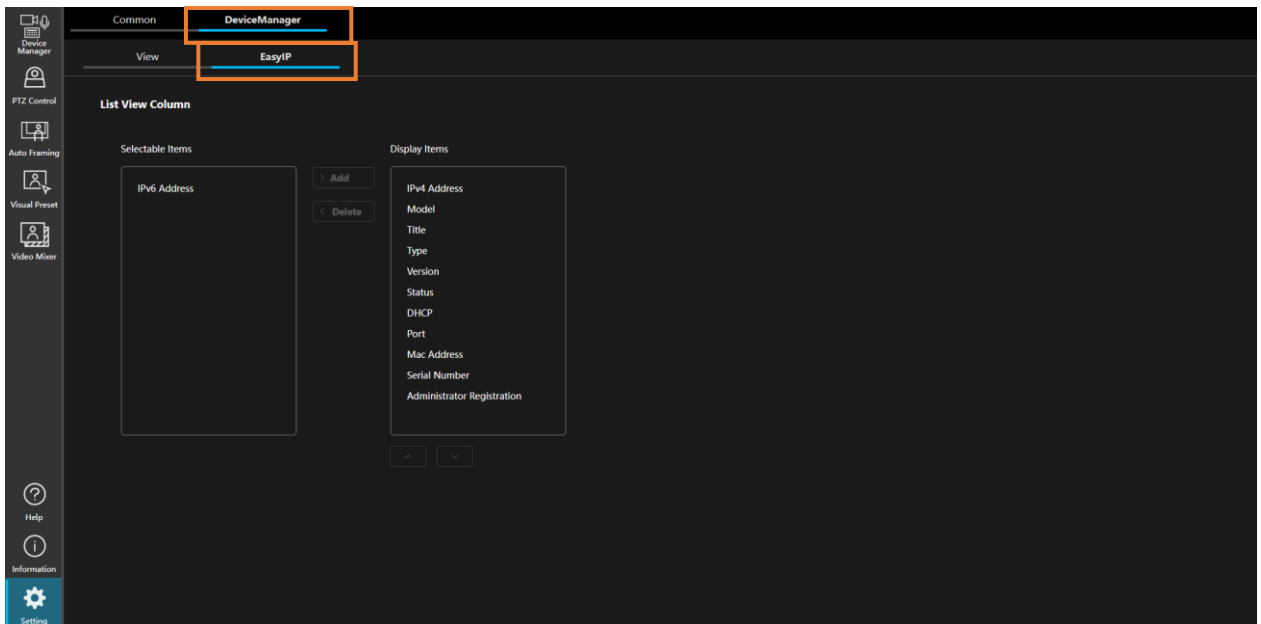 Device
Manager
PTZ Control
Auto Framing
Visual Preset
Video Mixer
Help
Information
Setting
Common DeviceManager
View EasyIP
List View Column
Selectable Items Display Items
IPv6 Address
> Add
< Delete
IPv4 Address
Model
Title
Type
Version
Status
DHCP
Port
Mac Address
Serial Number
Administrator Registration